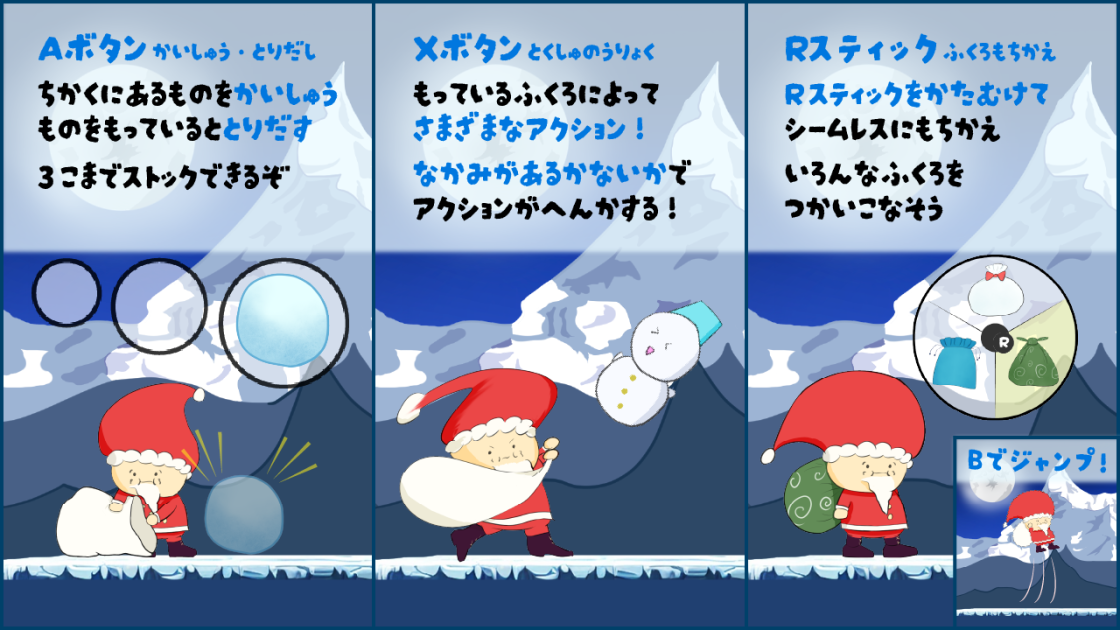 Aボタン かいしゅう・とりだし
ちかくにあるものをかいしゅう
ものをもっているととりだす
3こまでストックできるぞ
Xボタン とくしゅのうりょく
もっているふくろによって
さまざまなアクション！
なかみがあるかないかで
アクションがへんかする！
Rスティック ふくろもちかえ
Rスティックをかたむけて
シームレスにもちかえ
いろんなふくろを
つかいこなそう
R
Bでジャンプ！